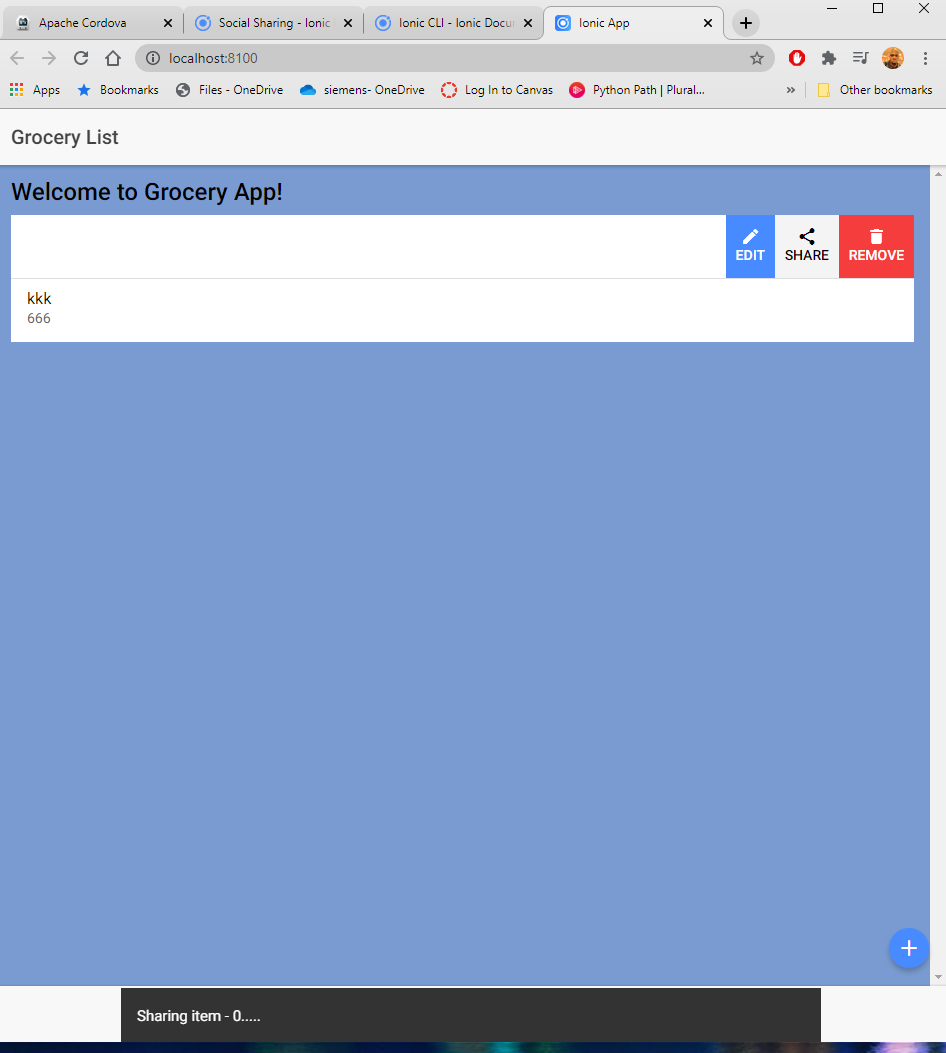 Apache Cordova
Social Sharing - Ionic
Ionic CLI - Ionic Docu
Ionic App
localhost:8100
Apps
Bookmarks
Files - OneDrive
siemens- OneDrive
Log In to Canvas
Python Path | Plural...
»
Other bookmarks
Grocery List
Welcome to Grocery App!
EDIT
SHARE
REMOVE
kkk
666
Sharing item - 0.....